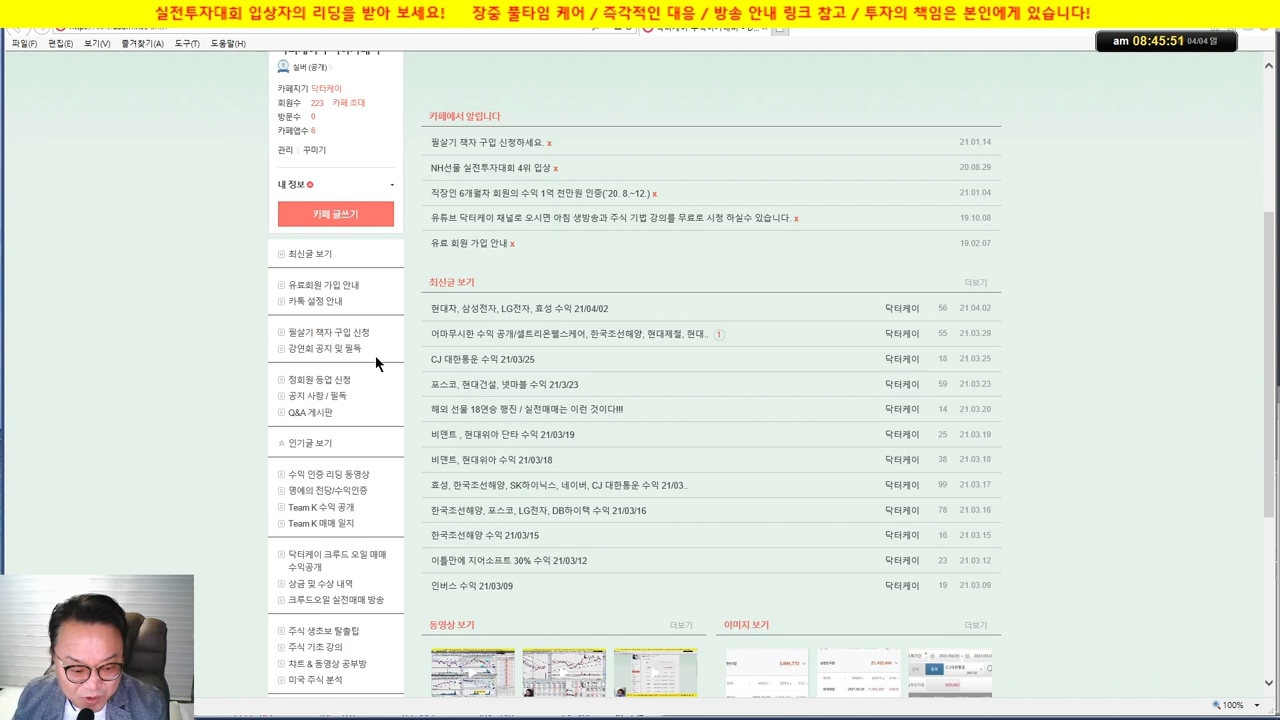 실전투자대회 입상자의 리딩을 받아 보세요! 장중 풀타임 케어 / 즉각적인 대응 / 방송 안내 링크 참고 / 투자의 책임은 본인에게 있습니다!
파일(F) 편집(E) 보기(V) 즐겨찾기(A) 도구(T) 도움말(H)
am 08:45:51 04/04 일
실버 (공개)
카페지기 닥터케이
회원수 223 카페 초대
방문수 0
카페앱수 6
관리 꾸미기
내 정보
카페 글쓰기
최신글 보기
유료회원 가입 안내
카톡 설정 안내
필살기 책자 구입 신청
강연회 공지 및 필독
정회원 등업 신청
공지 사항 / 필독
Q&A 게시판
인기글 보기
수익 인증 리딩 동영상
명예의 전당/수익인증
Team K 수익 공개
Team K 매매 일지
닥터케이 크루드 오일 매매
수익공개
상금 및 수상 내역
크루드오일 실전매매 방송
주식 생초보 탈출팁
주식 기초 강의
챠트 & 동영상 공부방
미국 주식 분석
카페에서 알립니다
필살기 책자 구입 신청하세요. x 21.01.14
NH선물 실전투자대회 4위 입상 x 20.08.29
직장인 6개월차 회원의 수익 1억 천만원 인증('20. 8.~12.) x 21.01.04
유튜브 닥터케이 채널로 오시면 아침 생방송과 주식 기법 강의를 무료로 시청 하실수 있습니다. x 19.10.08
유료 회원 가입 안내 x 19.02.07
최신글 보기 더보기
현대차, 삼성전자, LG전자, 효성 수익 21/04/02 닥터케이 56 21.04.02
어마무시한 수익 공개/셀트리온헬스케어, 한국조선해양, 현대제철, 현대.. 1 닥터케이 55 21.03.29
CJ 대한통운 수익 21/03/25 닥터케이 18 21.03.25
포스코, 현대건설, 넷마블 수익 21/3/23 닥터케이 59 21.03.23
해외 선물 18연승 행진 / 실전매매는 이런 것이다!!! 닥터케이 14 21.03.20
비덴트 , 현대위아 단타 수익 21/03/19 닥터케이 25 21.03.19
비덴트, 현대위아 수익 21/03/18 닥터케이 38 21.03.18
효성, 한국조선해양, SK하이닉스, 네이버, CJ 대한통운 수익 21/03.. 닥터케이 99 21.03.17
한국조선해양, 포스코, LG전자, DB하이텍 수익 21/03/16 닥터케이 78 21.03.16
한국조선해양 수익 21/03/15 닥터케이 16 21.03.15
이틀만에 지어소프트 30% 수익 21/03/12 닥터케이 23 21.03.12
인버스 수익 21/03/09 닥터케이 19 21.03.09
동영상 보기 더보기 이미지 보기 더보기
100%